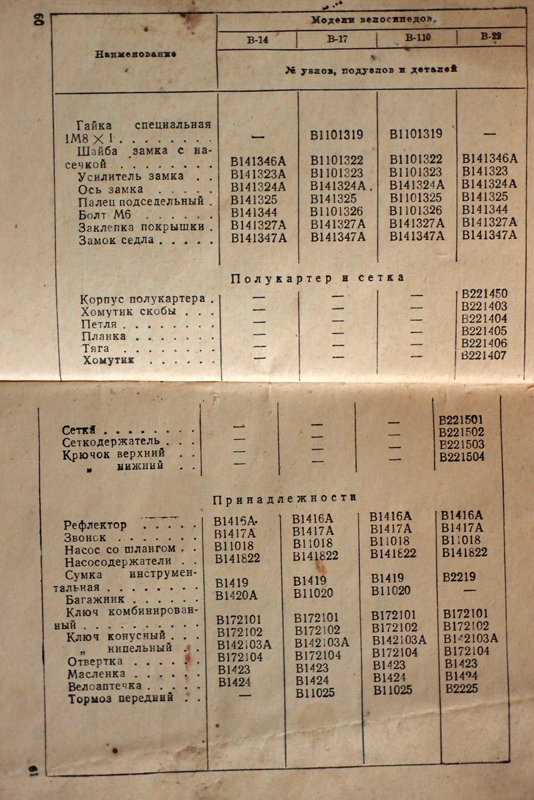 60
Модели велосипедов.
Наименование
В-14 В-17 В-110 В-22
№ узлов, подузлов и деталей
Гайка специальная
1М8 × 1 . . . . . . . . — В1101319 В1101319 —
Шайба замка с на-
сечкой . . . . . . . . В141346А В1101322 В1101322 В141346А
Усилитель замка . . В141323А В1101323 В1101323 В141323
Ось замка . . . . . В141324А В141324А. В141324А В141324А
Палец подседельный . В141325 В141325 В1101325 В141325
Болт М6 . . . . . . В141344 В1101326 В1101326 В141344
Заклепка покрышки . В141327А В141327А В141327А В141327А
Замок седла . . . . . В141347А В141347А В141347А В141347А
Полукартер и сетка
Корпус полукартера . — — — В221450
Хомутик скобы . . . — — — В221403
Петля . . . . . . . . — — — В221404
Планка . . . . . . . — — — В221405
Тяга . . . . . . . . — — — В221406
Хомутик . . . . . . — — — В221407
Сетка . . . . . . . . — — — В221501
Сеткодержатель . . . — — — В221502
Крючок верхний . . — — — В221503
„ нижний . . — — — В221504
Принадлежности
Рефлектор . . . . . В1416А. В1416А В1416А В1416А
Звонок . . . . . . . В1417А В1417А В1417А В1417А
Насос со шлангом . . В11018 В11018 В11018 В11018
Насосодержатели . . В141822 В141822 В141822 В141822
Сумка инструмен-
тальная . . . . . . . В1419 В1419 В1419 В2219
Багажник . . . . . . В1420А В11020 В11020 —
Ключ комбинирован-
ный . . . . . . . . . В172101 В172101 В172101 В172101
Ключ конусный . . . В172102 В172102 В172102 В172102
„ нипельный . . В142103А В142103А В142103А В142103А
Отвертка . . . . . . В172104 В172104 В172104 В172104
Масленка . . . . . . В1423 В1423 В1423 В1423
Велоаптечка . . . . . В1424 В1424 В1424 В1424
Тормоз передний . . — В11025 В11025 В2225
61